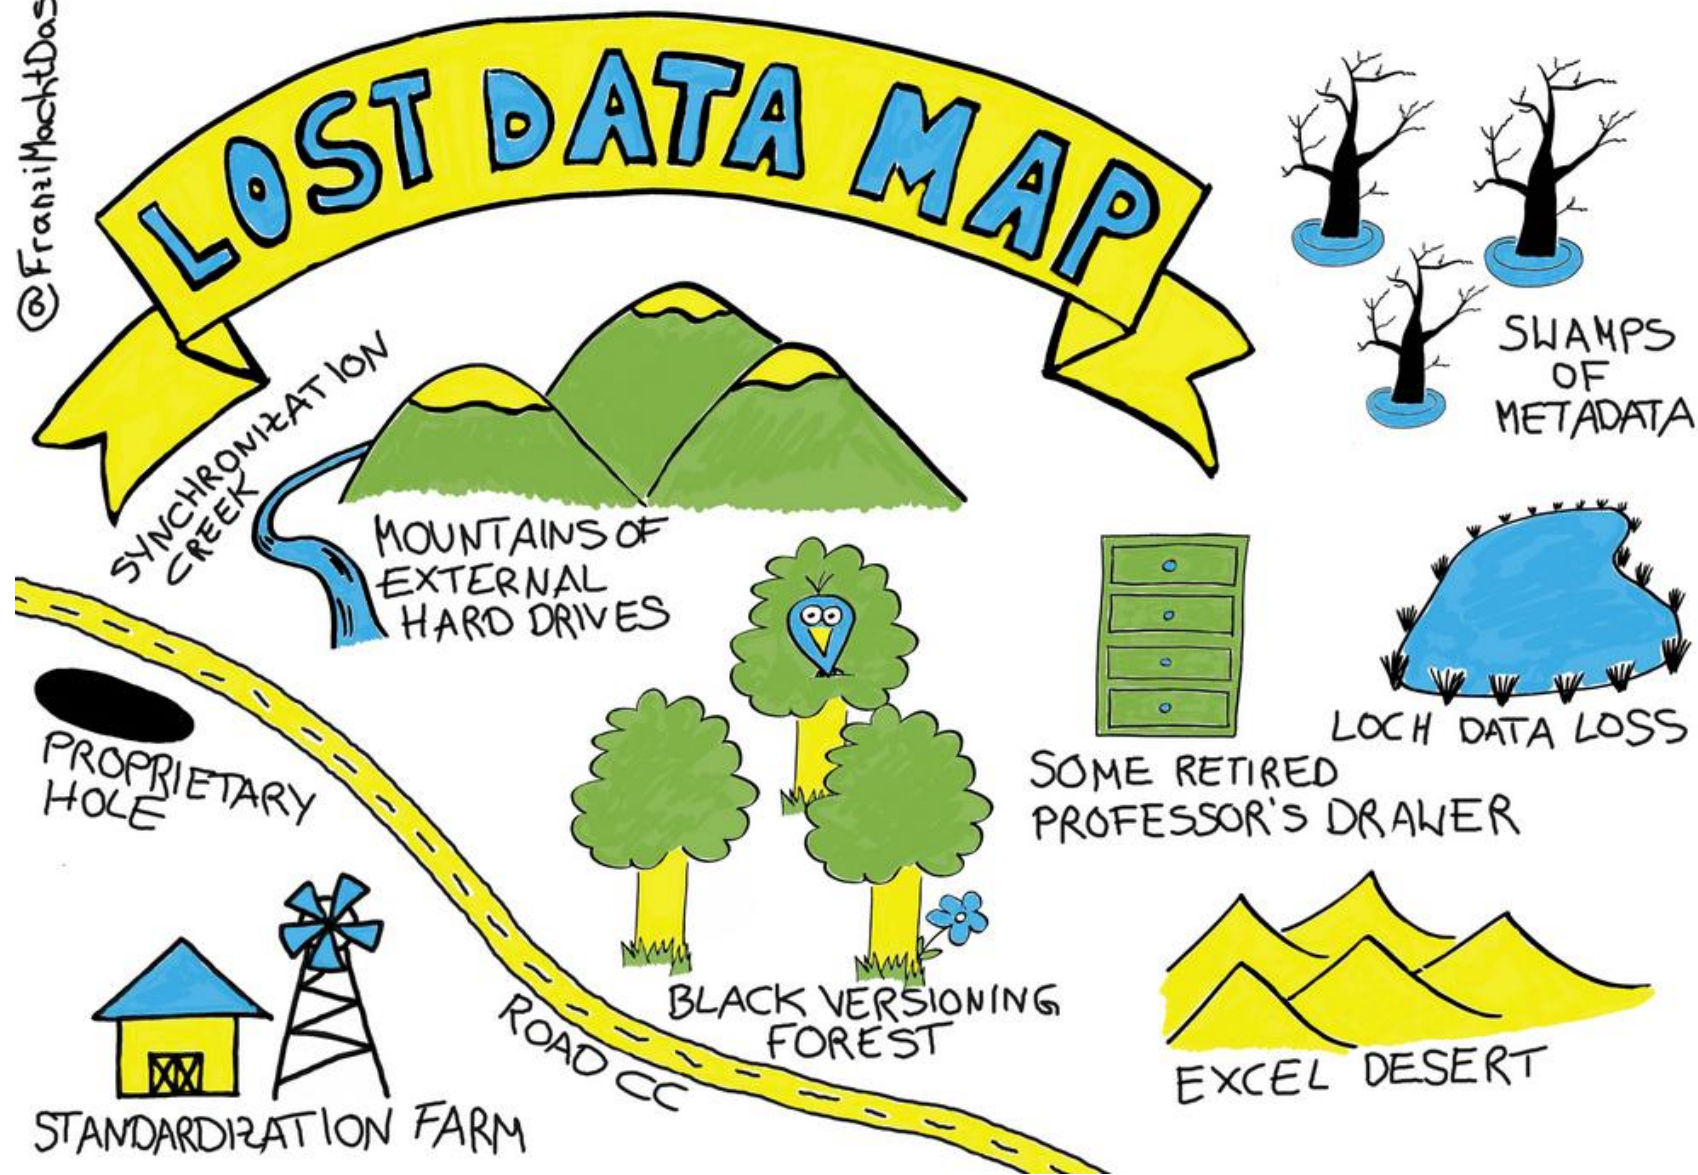 @FranziMachtDas
LOST DATA MAP
SWAMPS
OF
METADATA
SYNCHRONIZATION
CREEK
MOUNTAINS OF
EXTERNAL
HARD DRIVES
LOCH DATA LOSS
SOME RETIRED
PROFESSOR'S DRAWER
PROPRIETARY
HOLE
BLACK VERSIONING
FOREST
ROAD CC
EXCEL DESERT
STANDARDIZATION FARM